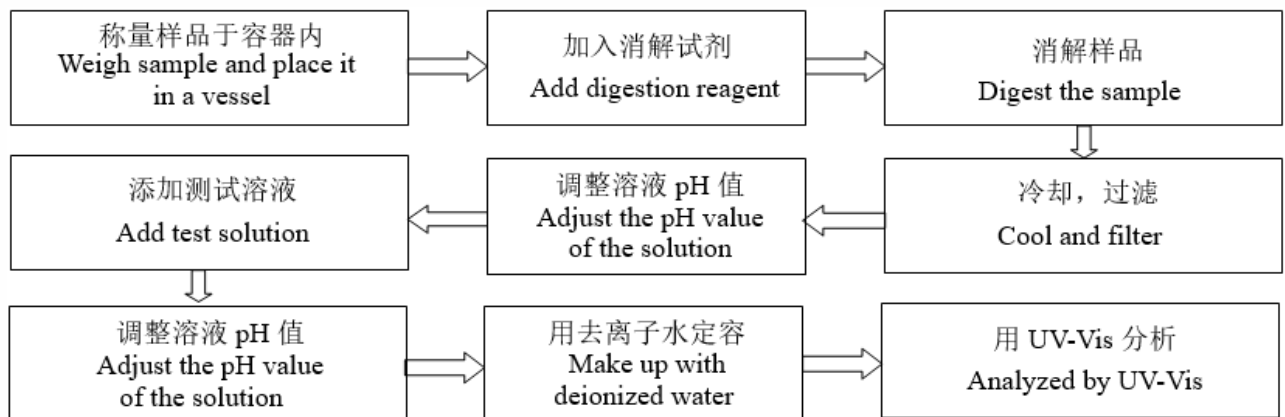 称量样品于容器内
Weigh sample and place it
in a vessel
加入消解试剂
Add digestion reagent
消解样品
Digest the sample
冷却，过滤
Cool and filter
调整溶液 pH 值
Adjust the pH value
of the solution
添加测试溶液
Add test solution
调整溶液 pH 值
Adjust the pH value
of the solution
用去离子水定容
Make up with
deionized water
用 UV-Vis 分析
Analyzed by UV-Vis